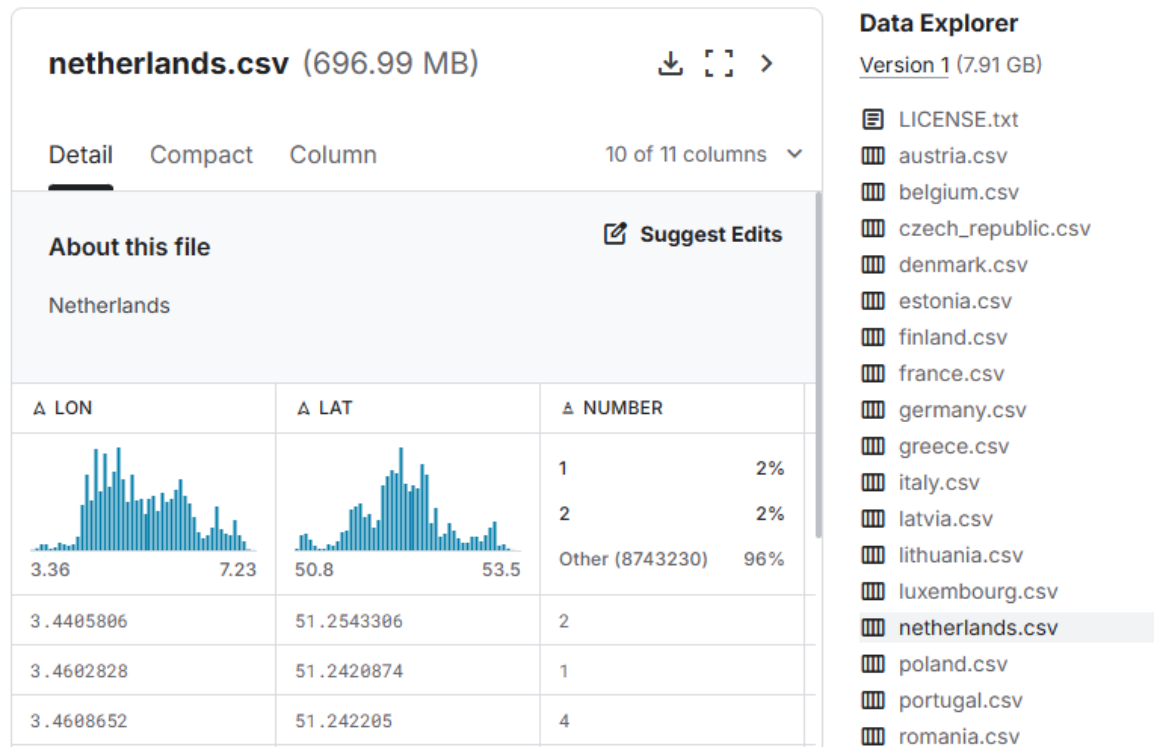 netherlands.csv (696.99 MB)
Detail Compact Column 10 of 11 columns
About this file
Suggest Edits
Netherlands
LON LAT NUMBER
1 2%
2 2%
Other (8743230) 96%
3.36 7.23 50.8 53.5
3.4405806 51.2543306 2
3.4602828 51.2420874 1
3.4608652 51.242205 4
Data Explorer
Version 1 (7.91 GB)
LICENSE.txt
austria.csv
belgium.csv
czech_republic.csv
denmark.csv
estonia.csv
finland.csv
france.csv
germany.csv
greece.csv
italy.csv
latvia.csv
lithuania.csv
luxembourg.csv
netherlands.csv
poland.csv
portugal.csv
romania.csv